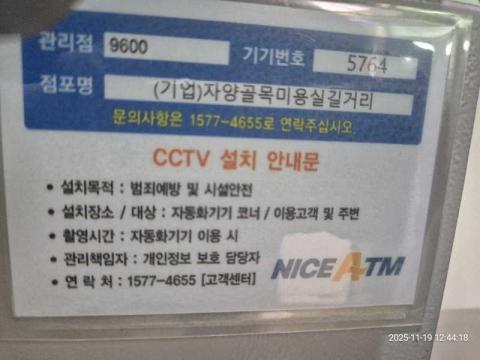 관리점 9600 기기번호 5764
점포명 (기업)자양골목미용실길거리
문의사항은 1577-4655로 연락주십시오.
CCTV 설치 안내문
• 설치목적 : 범죄예방 및 시설안전
• 설치장소 / 대상 : 자동화기기 코너 / 이용고객 및 주변
• 촬영시간 : 자동화기기 이용 시
• 관리책임자 : 개인정보 보호 담당자
• 연 락 처 : 1577-4655 [고객센터]
NICE ATM
2025-11-19 12:44:18